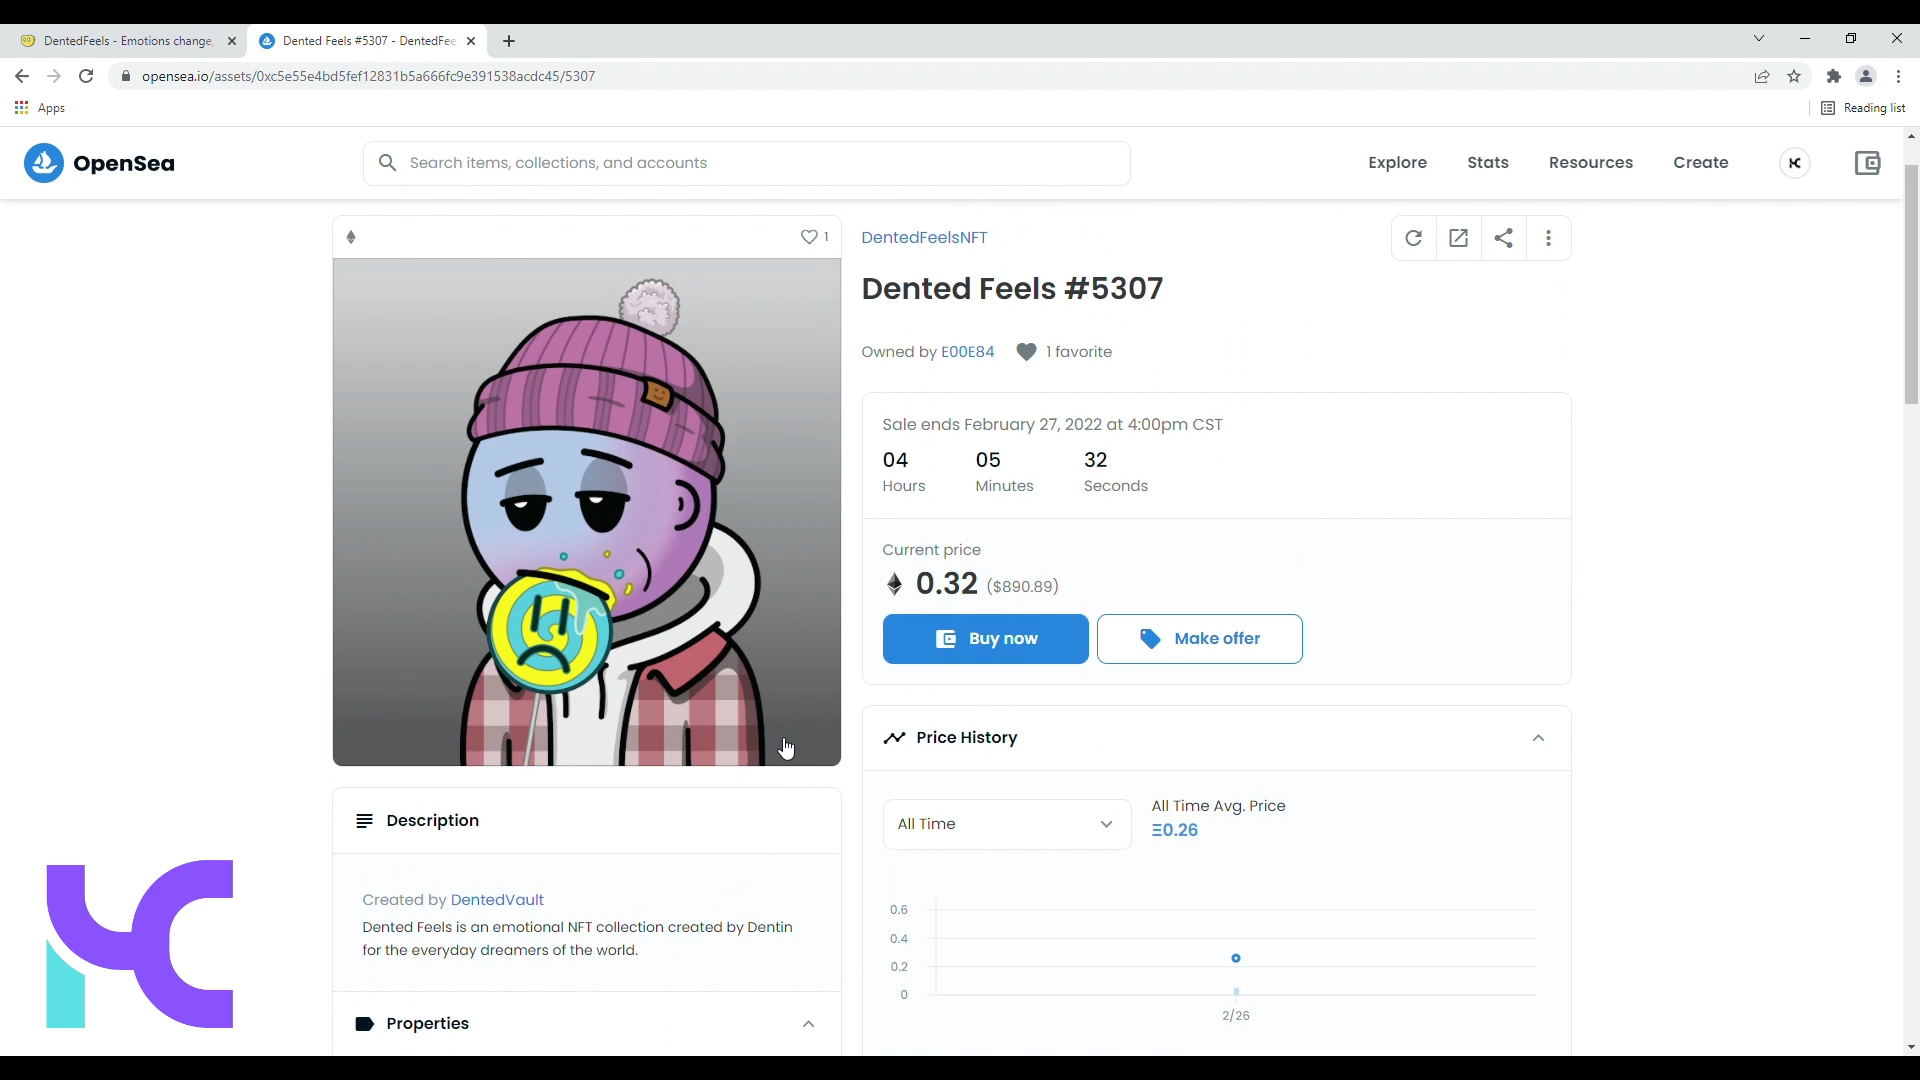 DentedFeels - Emotions change,
Dented Feels #5307 - DentedFee
opensea.io/assets/0xc5e55e4bd5fef12831b5a666fc9e391538acdc45/5307
Apps
Reading list
OpenSea
Search items, collections, and accounts
Explore
Stats
Resources
Create
1
DentedFeelsNFT
Dented Feels #5307
Owned by E00E84
1 favorite
Sale ends February 27, 2022 at 4:00pm CST
04 05 32
Hours Minutes Seconds
Current price
0.32 ($890.89)
Buy now
Make offer
Price History
All Time
All Time Avg. Price
Ξ0.26
0.6
0.4
0.2
0
2/26
Description
Created by DentedVault
Dented Feels is an emotional NFT collection created by Dentin
for the everyday dreamers of the world.
Properties